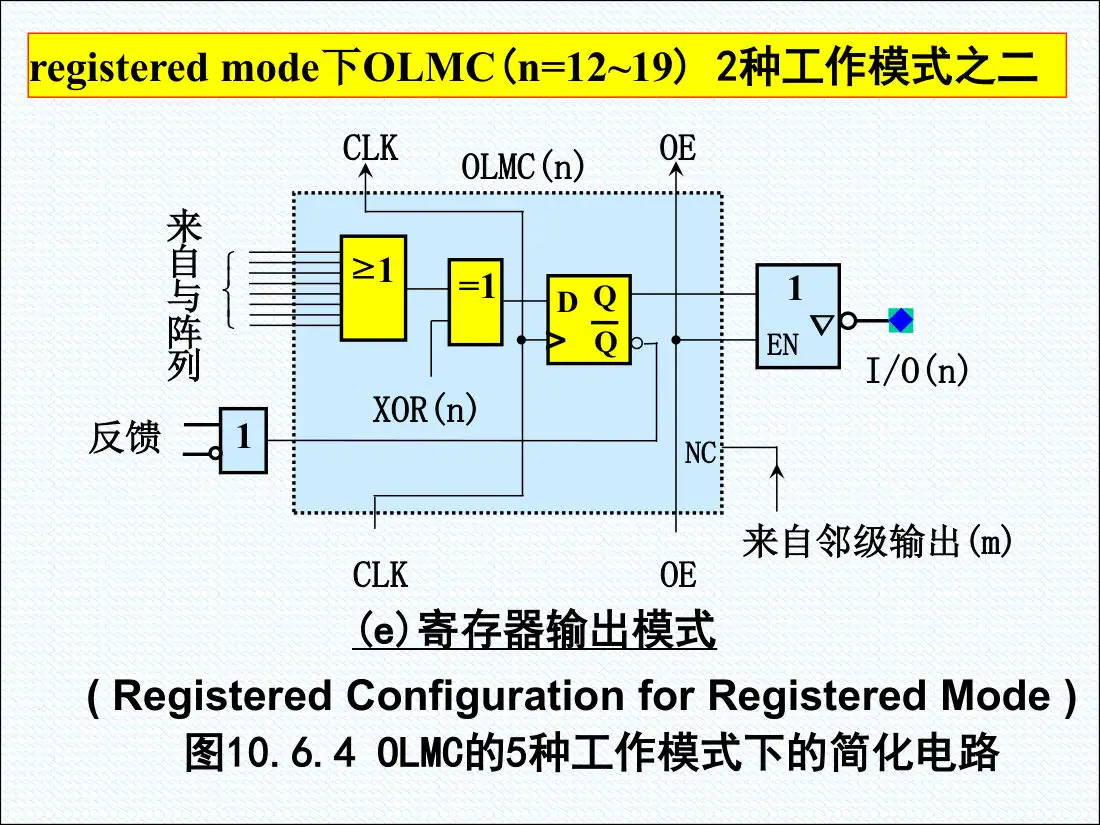 registered mode下OLMC(n=12~19) 2种工作模式之二
CLK
OLMC(n)
OE
来自与阵列
≥1
=1
D Q
Q̅
1
EN
I/O(n)
XOR(n)
反馈
1
NC
来自邻级输出(m)
CLK
OE
(e)寄存器输出模式
( Registered Configuration for Registered Mode )
图10.6.4 OLMC的5种工作模式下的简化电路